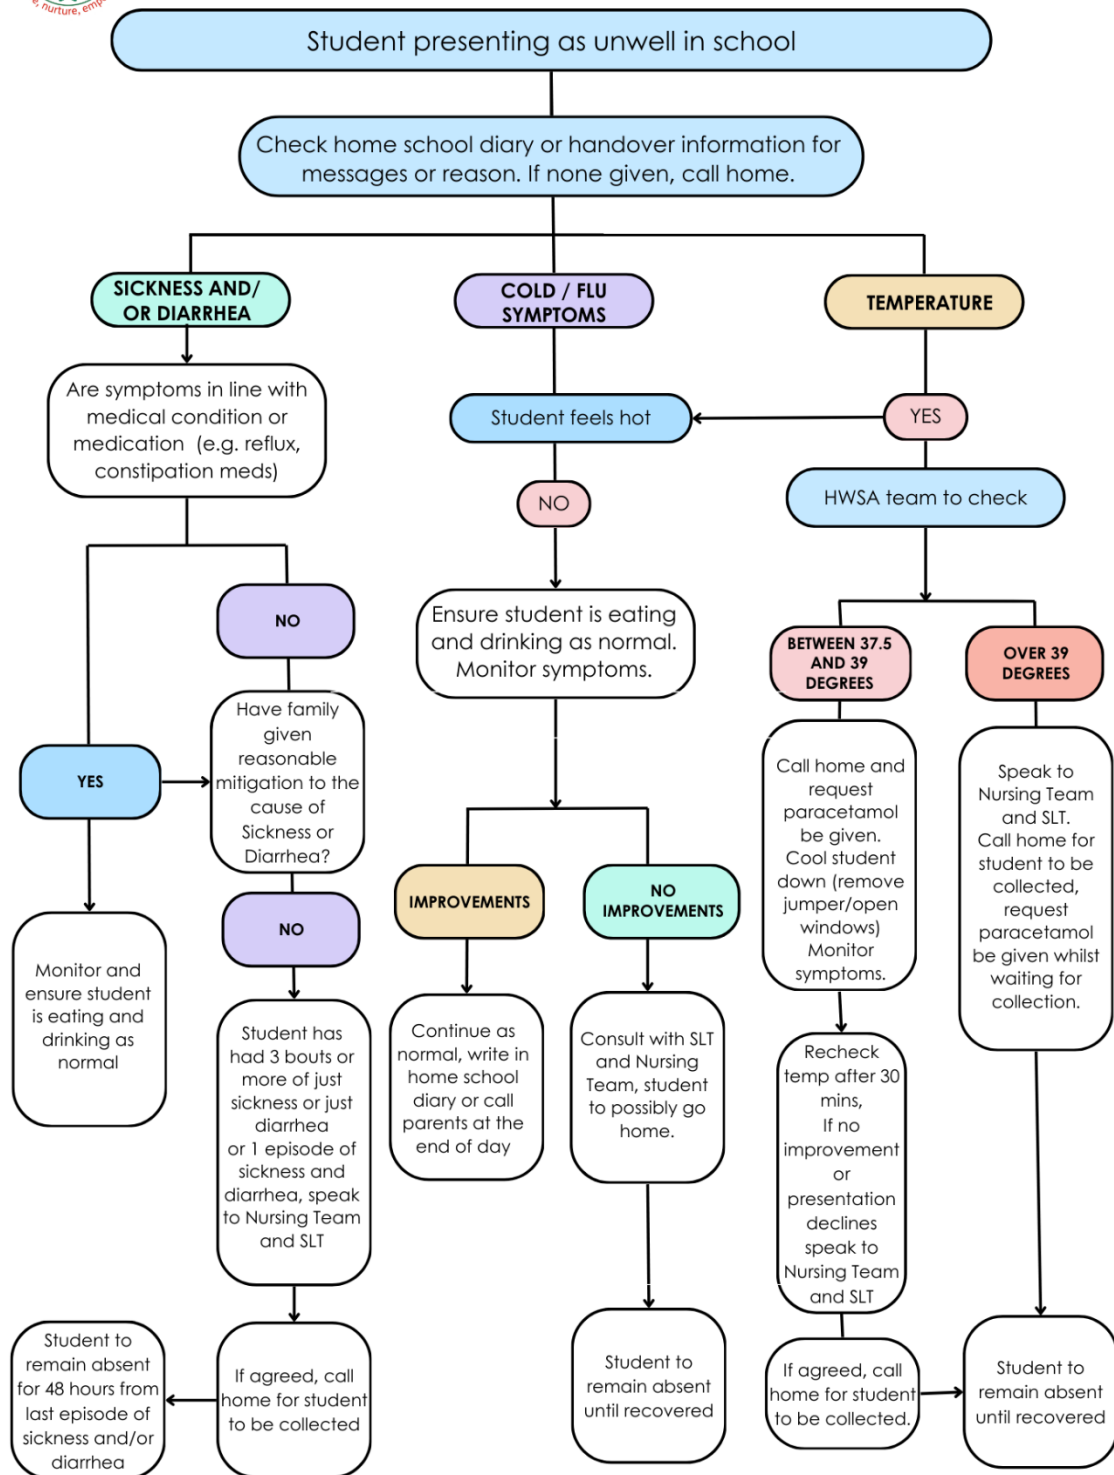 e, nurture, emp
Student presenting as unwell in school
Check home school diary or handover information for
messages or reason. If none given, call home.
SICKNESS AND/
OR DIARRHEA
COLD / FLU
SYMPTOMS
TEMPERATURE
Are symptoms in line with
medical condition or
medication (e.g. reflux,
constipation meds)
Student feels hot
YES
NO
HWSA team to check
NO
Ensure student is eating
and drinking as normal.
Monitor symptoms.
BETWEEN 37.5
AND 39
DEGREES
OVER 39
DEGREES
YES
Have family
given
reasonable
mitigation to the
cause of
Sickness or
Diarrhea?
Call home and
request
paracetamol
be given.
Cool student
down (remove
jumper/open
windows)
Monitor
symptoms.
Speak to
Nursing Team
and SLT.
Call home for
student to be
collected,
request
paracetamol
be given whilst
waiting for
collection.
NO
IMPROVEMENTS
NO
IMPROVEMENTS
Monitor and
ensure student
is eating and
drinking as
normal
Student has
had 3 bouts or
more of just
sickness or just
diarrhea
or 1 episode of
sickness and
diarrhea, speak
to Nursing Team
and SLT
Continue as
normal, write in
home school
diary or call
parents at the
end of day
Consult with SLT
and Nursing
Team, student
to possibly go
home.
Recheck
temp after 30
mins,
If no
improvement
or
presentation
declines
speak to
Nursing Team
and SLT
Student to
remain absent
for 48 hours from
last episode of
sickness and/or
diarrhea
If agreed, call
home for student
to be collected
Student to
remain absent
until recovered
If agreed, call
home for student
to be collected.
Student to
remain absent
until recovered